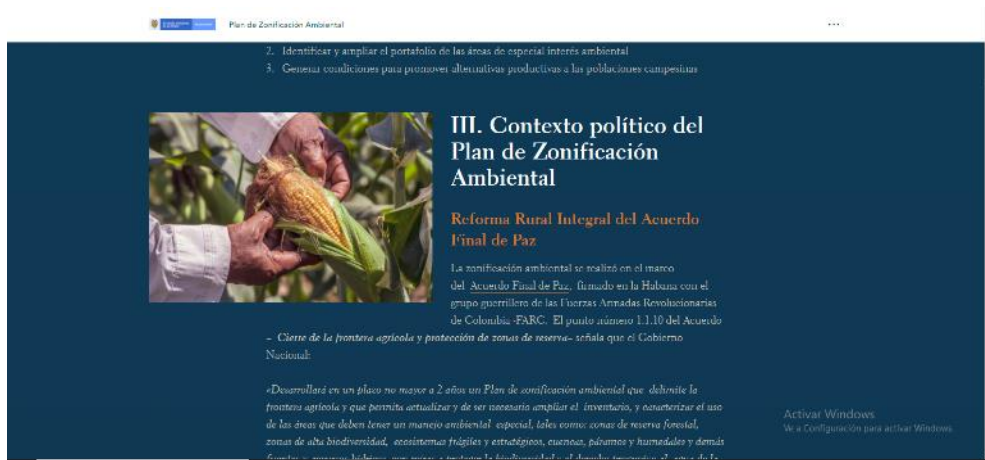 Plan de Zonificación Ambiental
2. Identificar y ampliar el portafolio de las áreas de especial interés ambiental
3. Generar condiciones para promover alternativas productivas a las poblaciones campesinas
III. Contexto político del
Plan de Zonificación
Ambiental
Reforma Rural Integral del Acuerdo
Final de Paz
La zonificación ambiental se realizó en el marco
del Acuerdo Final de Paz, firmado en la Habana con el
grupo guerrillero de las Fuerzas Armadas Revolucionarias
de Colombia -FARC. El punto número 1.1.10 del Acuerdo
– Cierre de la frontera agrícola y protección de zonas de reserva– señala que el Gobierno
Nacional:
«Desarrollará en un plazo no mayor a 2 años un Plan de zonificación ambiental que delimite la
frontera agrícola y que permita actualizar y de ser necesario ampliar el inventario, y caracterizar el uso
de las áreas que deben tener un manejo ambiental especial, tales como: zonas de reserva forestal,
zonas de alta biodiversidad, ecosistemas frágiles y estratégicos, cuencas, páramos y humedales y demás
Activar Windows
Ve a Configuración para activar Windows.